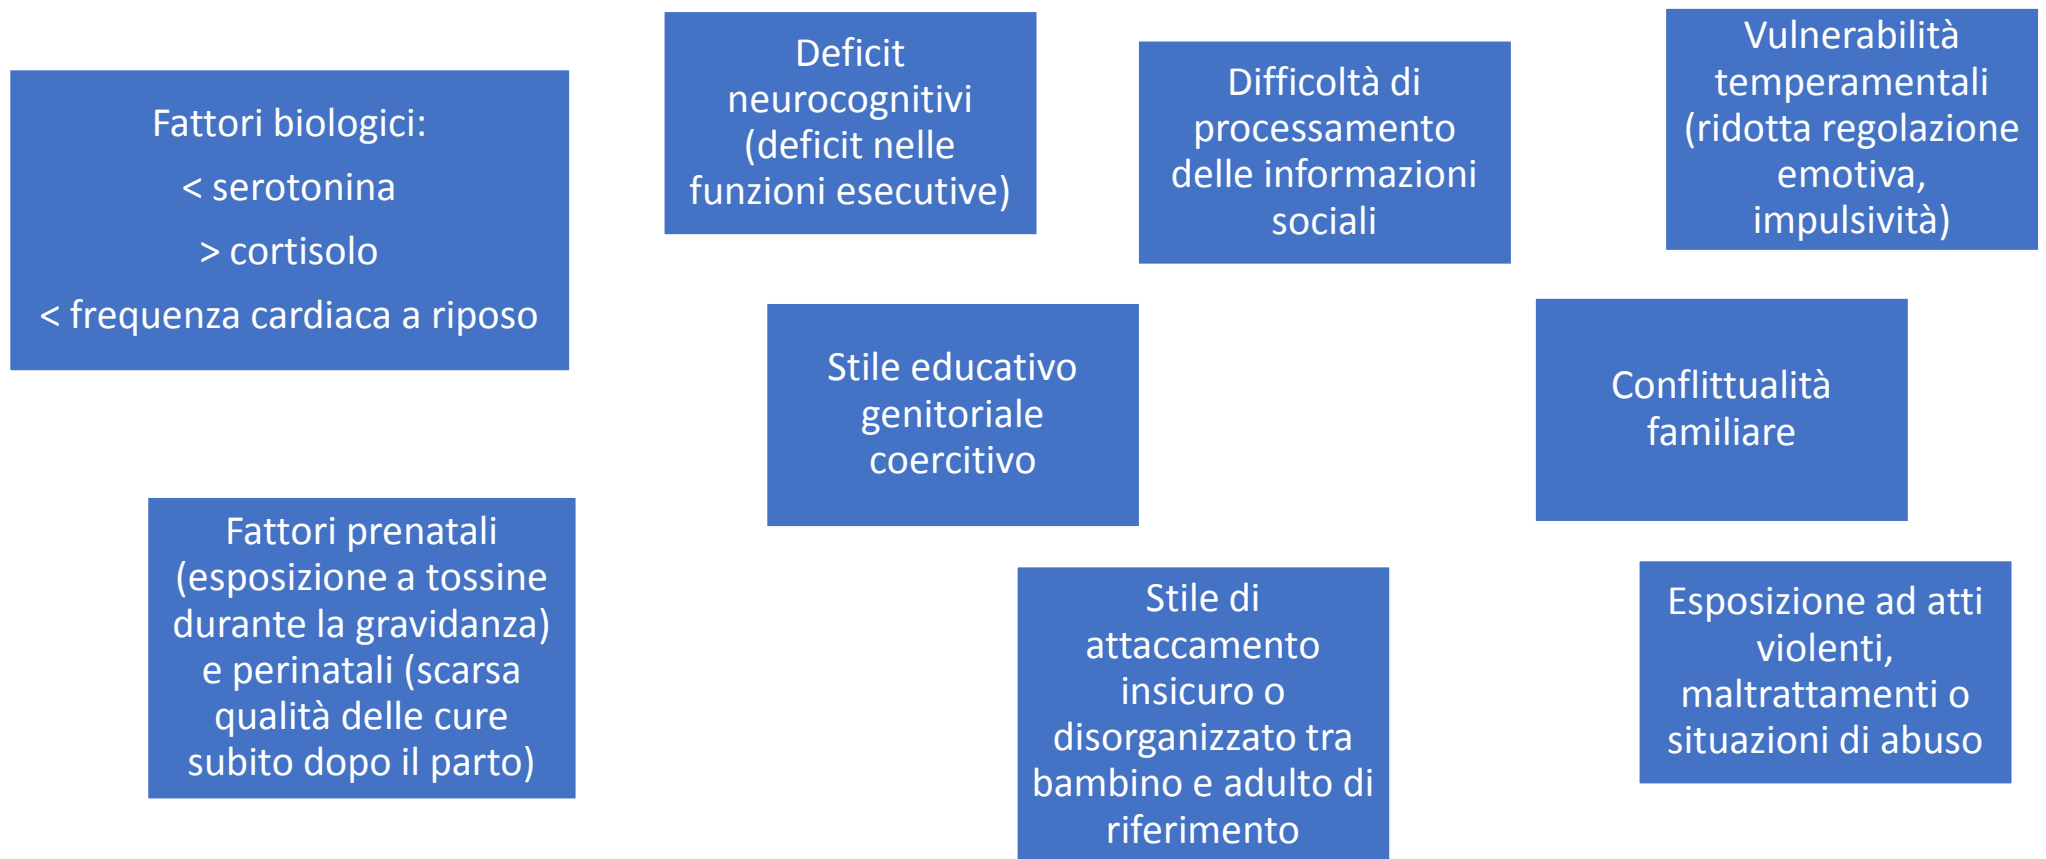 Fattori biologici:
< serotonina
> cortisolo
< frequenza cardiaca a riposo
Deficit
neurocognitivi
(deficit nelle
funzioni esecutive)
Difficoltà di
processamento
delle informazioni
sociali
Vulnerabilità
temperamentali
(ridotta regolazione
emotiva,
impulsività)
Stile educativo
genitoriale
coercitivo
Conflittualità
familiare
Fattori prenatali
(esposizione a tossine
durante la gravidanza)
e perinatali (scarsa
qualità delle cure
subito dopo il parto)
Stile di
attaccamento
insicuro o
disorganizzato tra
bambino e adulto di
riferimento
Esposizione ad atti
violenti,
maltrattamenti o
situazioni di abuso